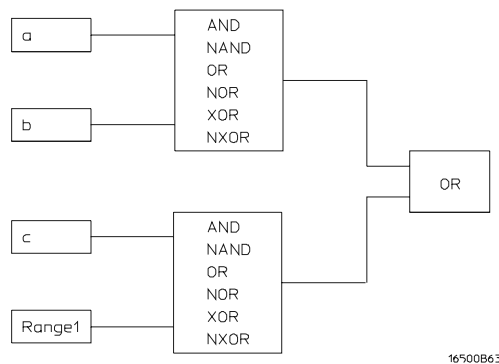 a
AND
NAND
OR
NOR
XOR
NXOR
b
OR
c
AND
NAND
OR
NOR
XOR
NXOR
Range1
16500B63